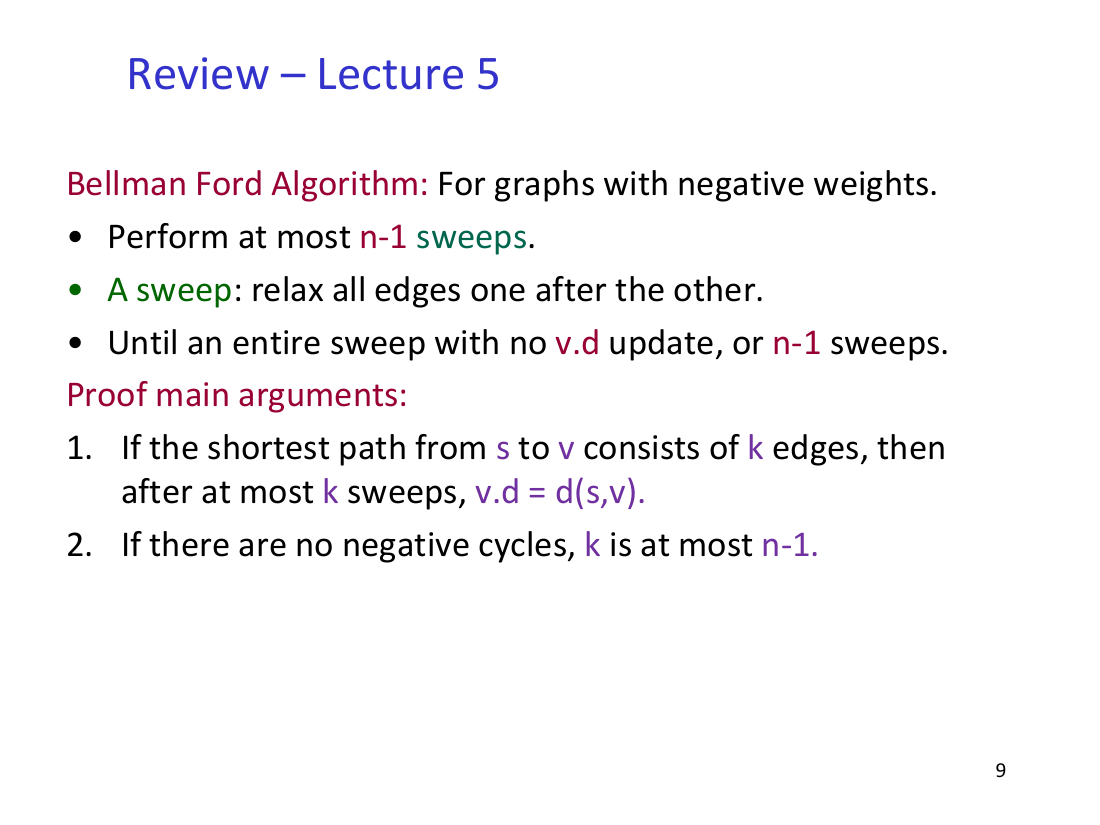 Review – Lecture 5
Bellman Ford Algorithm: For graphs with negative weights.
• Perform at most n-1 sweeps.
• A sweep: relax all edges one after the other.
• Until an entire sweep with no v.d update, or n-1 sweeps.
Proof main arguments:
1. If the shortest path from s to v consists of k edges, then
after at most k sweeps, v.d = d(s,v).
2. If there are no negative cycles, k is at most n-1.
9